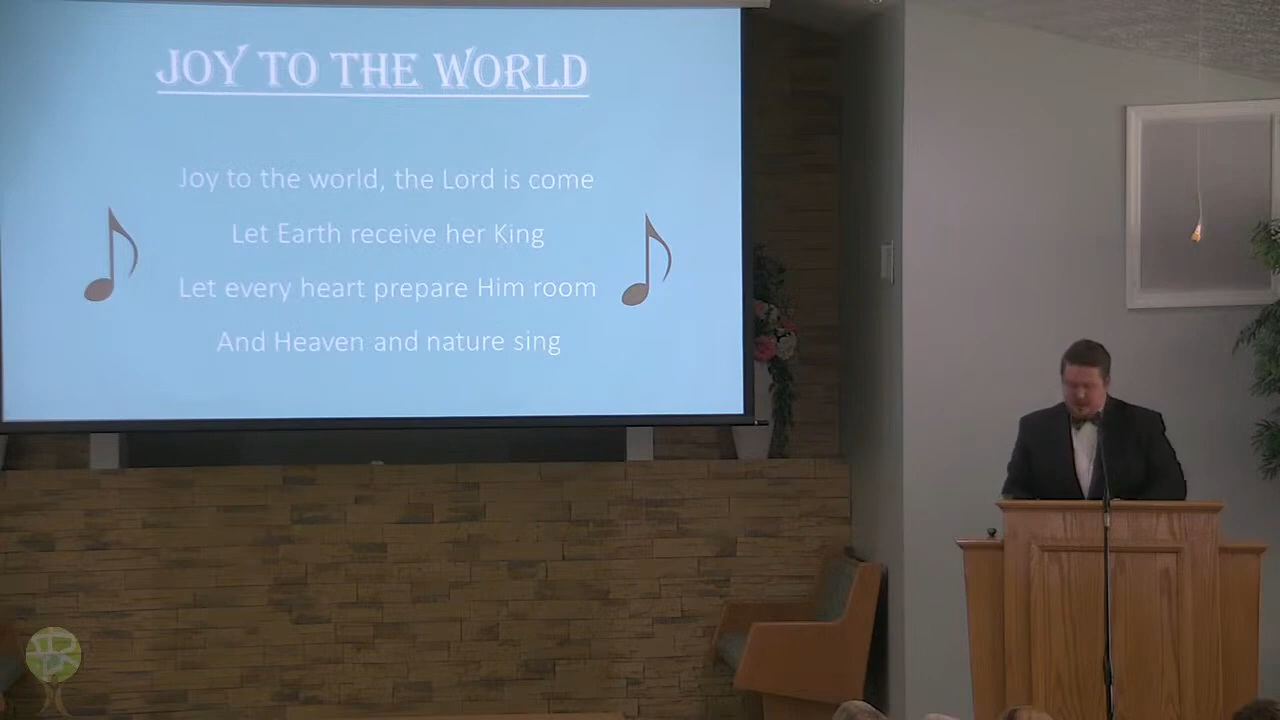 JOY TO THE WORLD
Joy to the world, the Lord is come
Let Earth receive her King
Let every heart prepare Him room
And Heaven and nature sing